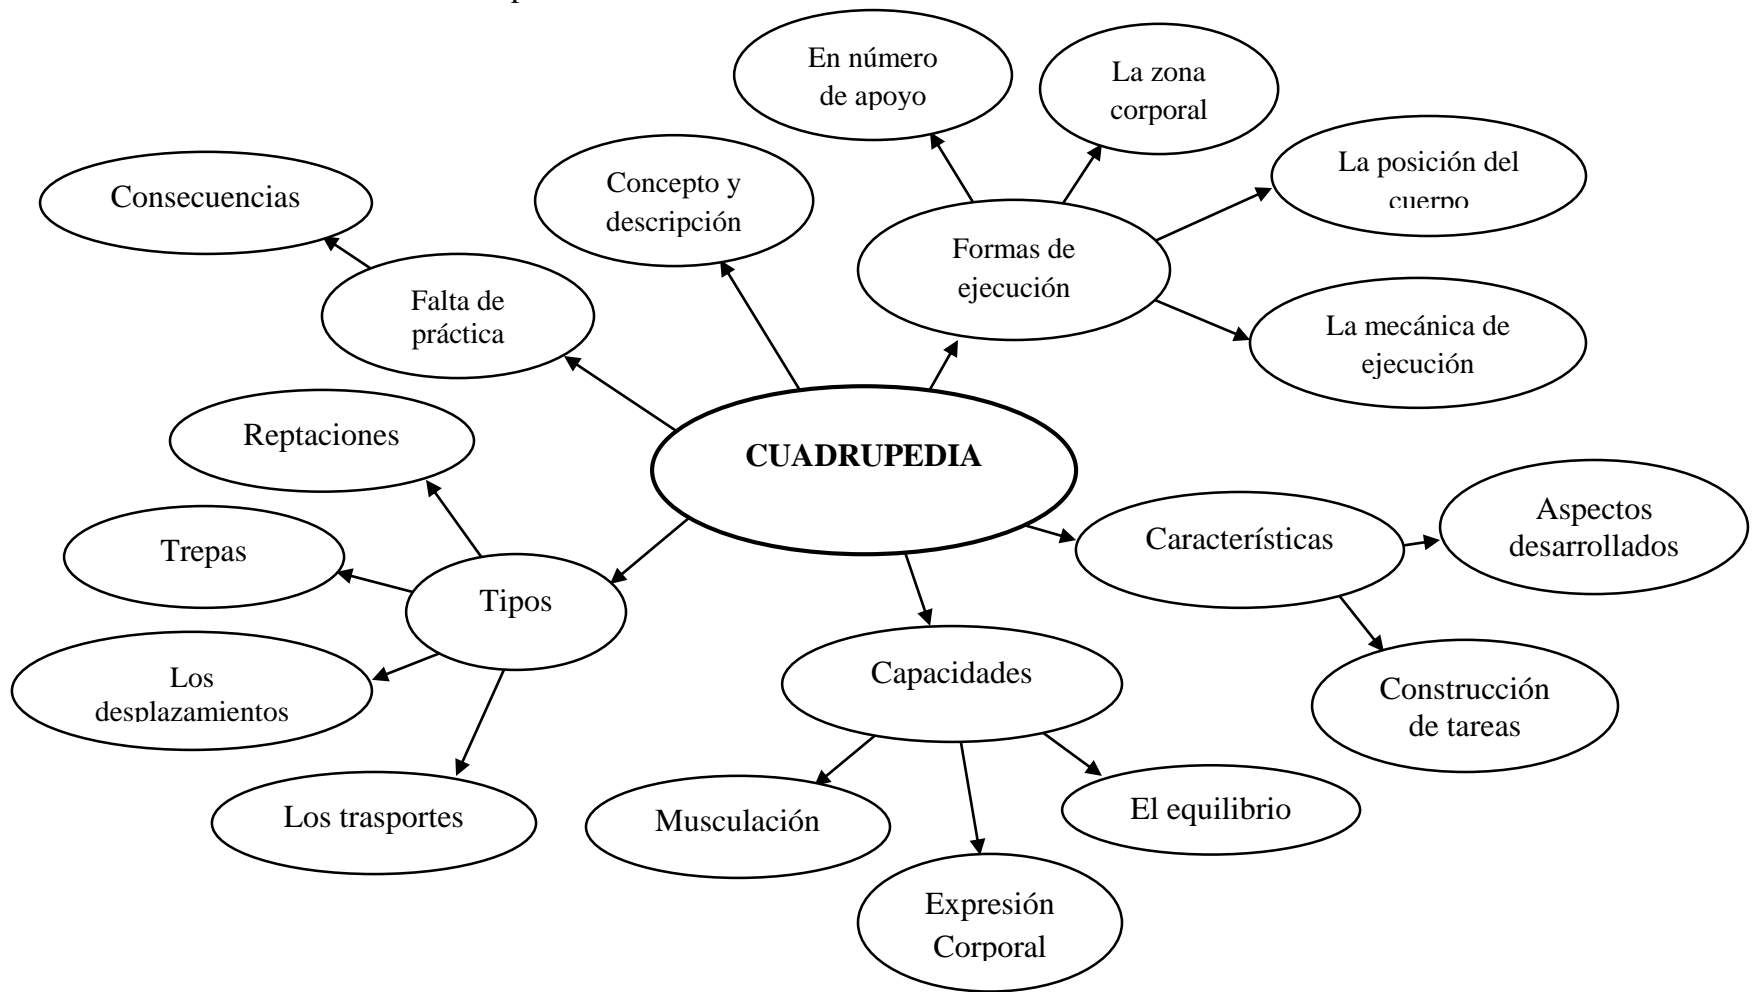 En número
de apoyo
La zona
corporal
La posición del
cuerpo
Concepto y
descripción
Consecuencias
Formas de
ejecución
Falta de
práctica
La mecánica de
ejecución
Reptaciones
CUADRUPEDIA
Aspectos
desarrollados
Características
Trepas
Tipos
Capacidades
Los
desplazamientos
Construcción
de tareas
Los trasportes
Musculación
El equilibrio
Expresión
Corporal